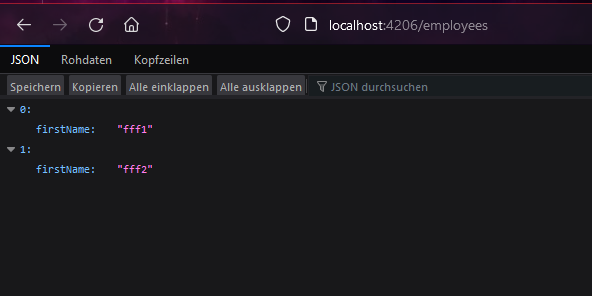 localhost:4206/employees
JSON Rohdaten Kopfzeilen
Speichern Kopieren Alle einklappen Alle ausklappen JSON durchsuchen
0:
firstName: "fff1"
1:
firstName: "fff2"